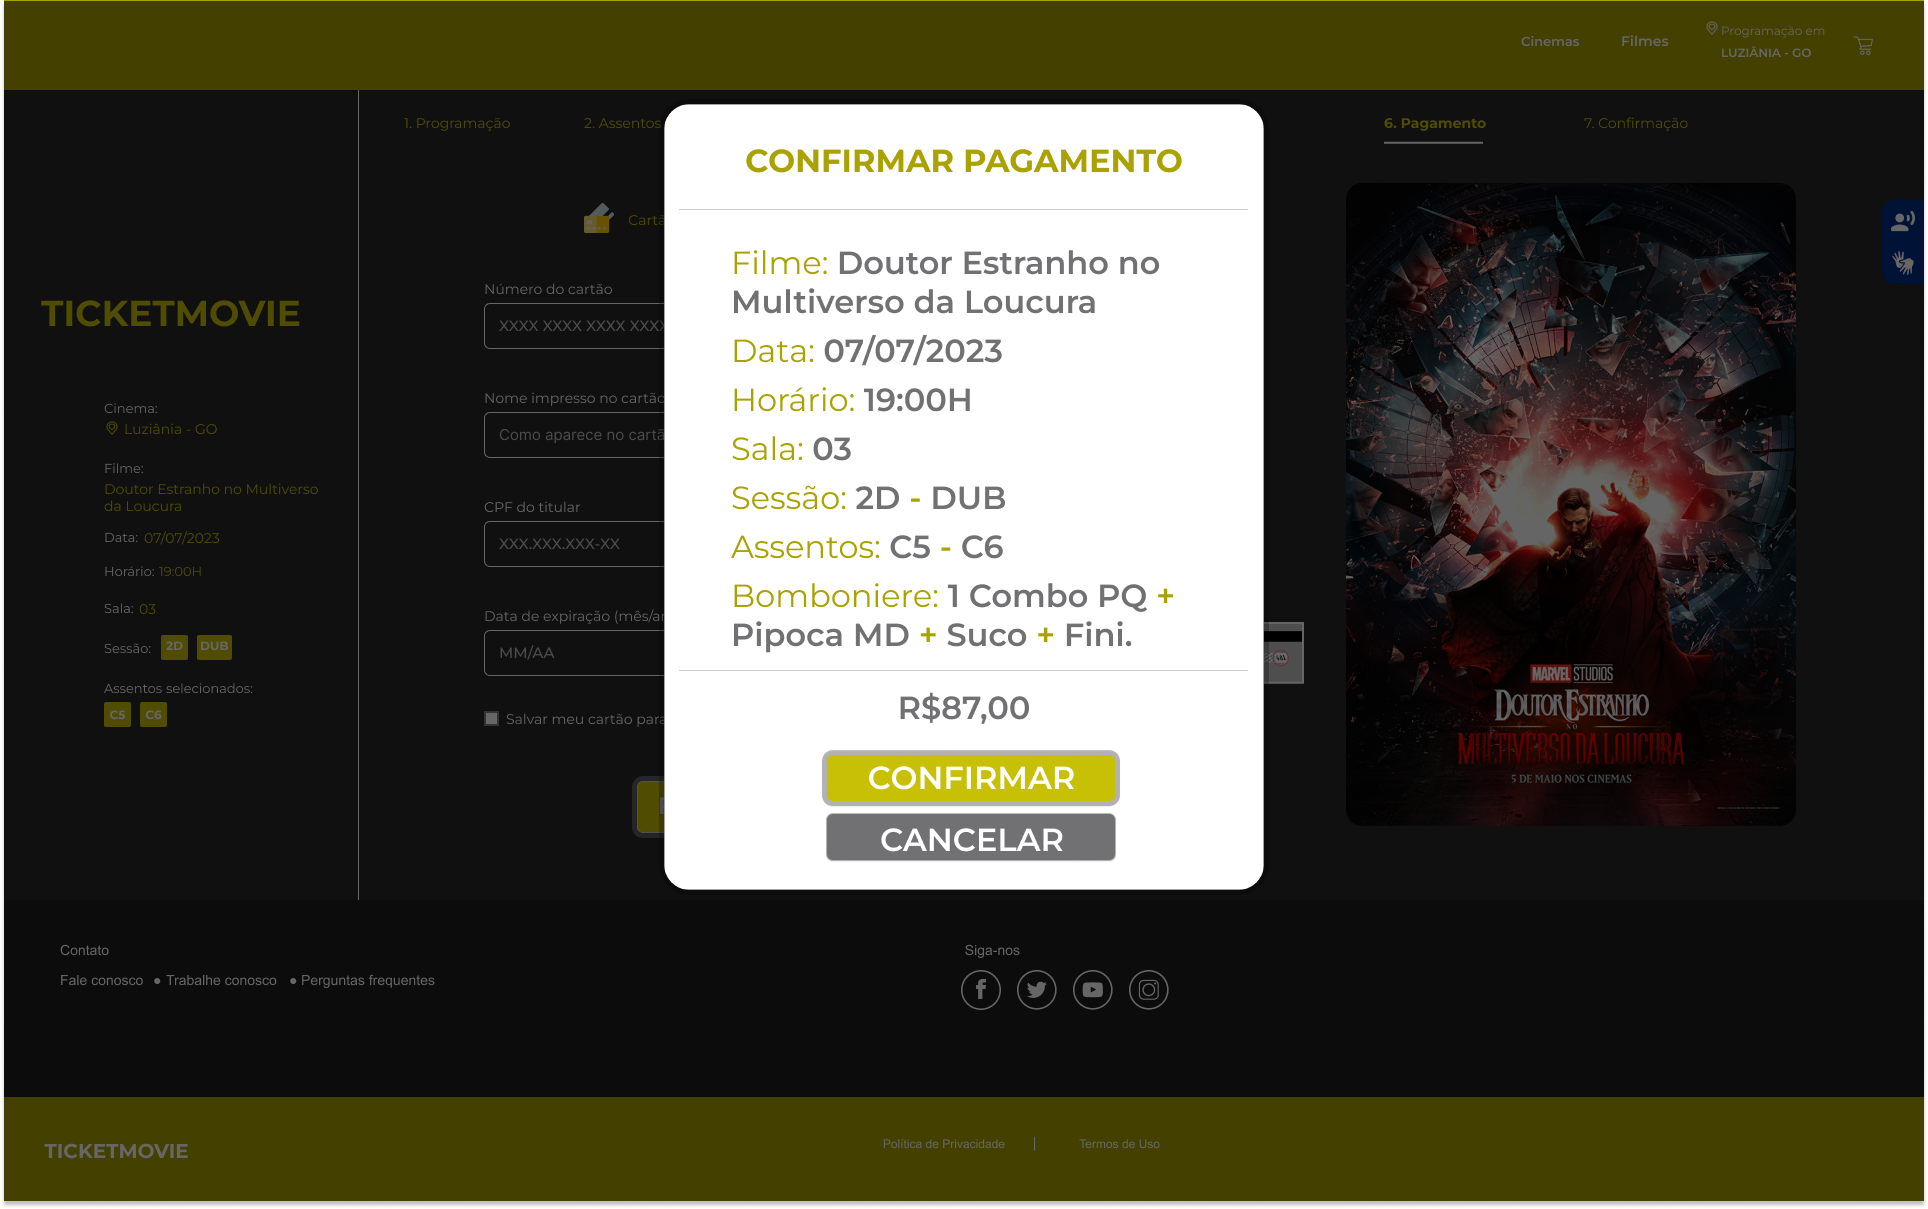 Cinemas
Filmes
Programação em
LUZIÂNIA - GO
1. Programação
2. Assentos
6. Pagamento
7. Confirmação
TICKETMOVIE
Cinema:
Luziânia - GO
Filme:
Doutor Estranho no Multiverso
da Loucura
Data: 07/07/2023
Horário: 19:00H
Sala: 03
Sessão: 2D DUB
Assentos selecionados:
C5 C6
Número do cartão
XXXX XXXX XXXX XXXX
Nome impresso no cartão
Como aparece no cartã
CPF do titular
XXX.XXX.XXX-XX
Data de expiração (mês/a
MM/AA
Salvar meu cartão para
CONFIRMAR PAGAMENTO
Filme: Doutor Estranho no
Multiverso da Loucura
Data: 07/07/2023
Horário: 19:00H
Sala: 03
Sessão: 2D - DUB
Assentos: C5 - C6
Bomboniere: 1 Combo PQ +
Pipoca MD + Suco + Fini.
R$87,00
CONFIRMAR
CANCELAR
MARVEL STUDIOS
DOUTOR ESTRANHO
NO
MULTIVERSO DA LOUCURA
5 DE MAIO NOS CINEMAS
Contato
Fale conosco ● Trabalhe conosco ● Perguntas frequentes
Siga-nos
TICKETMOVIE
Política de Privacidade | Termos de Uso